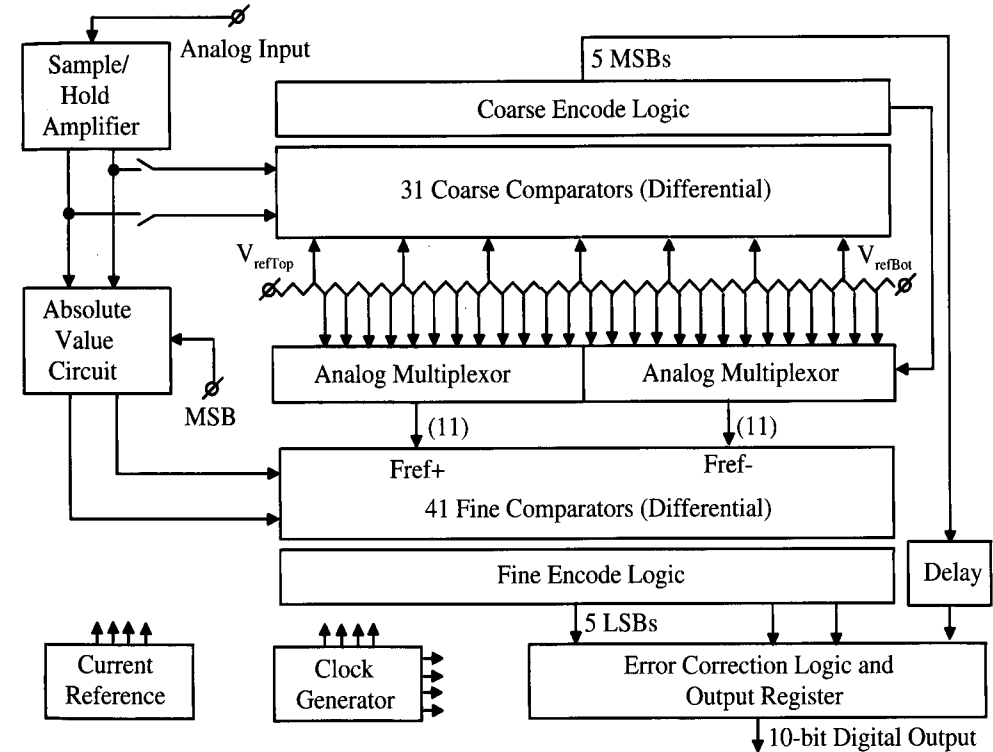 Analog Input
Sample/
Hold
Amplifier
5 MSBs
Coarse Encode Logic
31 Coarse Comparators (Differential)
VrefTop
VrefBot
Absolute
Value
Circuit
MSB
Analog Multiplexor
Analog Multiplexor
(11)
(11)
Fref+
Fref-
41 Fine Comparators (Differential)
Fine Encode Logic
Delay
5 LSBs
Current
Reference
Clock
Generator
Error Correction Logic and
Output Register
10-bit Digital Output